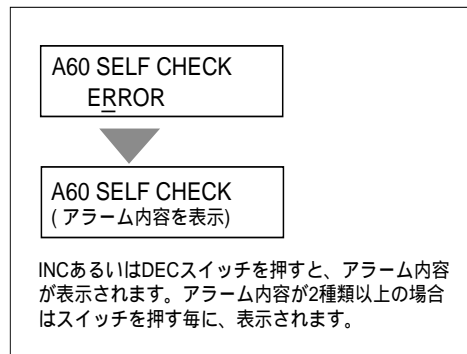 A60 SELF CHECK
ERROR
A60 SELF CHECK
( アラーム内容を表示)
INCあるいはDECスイッチを押すと、アラーム内容
が表示されます。アラーム内容が2種類以上の場合
はスイッチを押す毎に、表示されます。